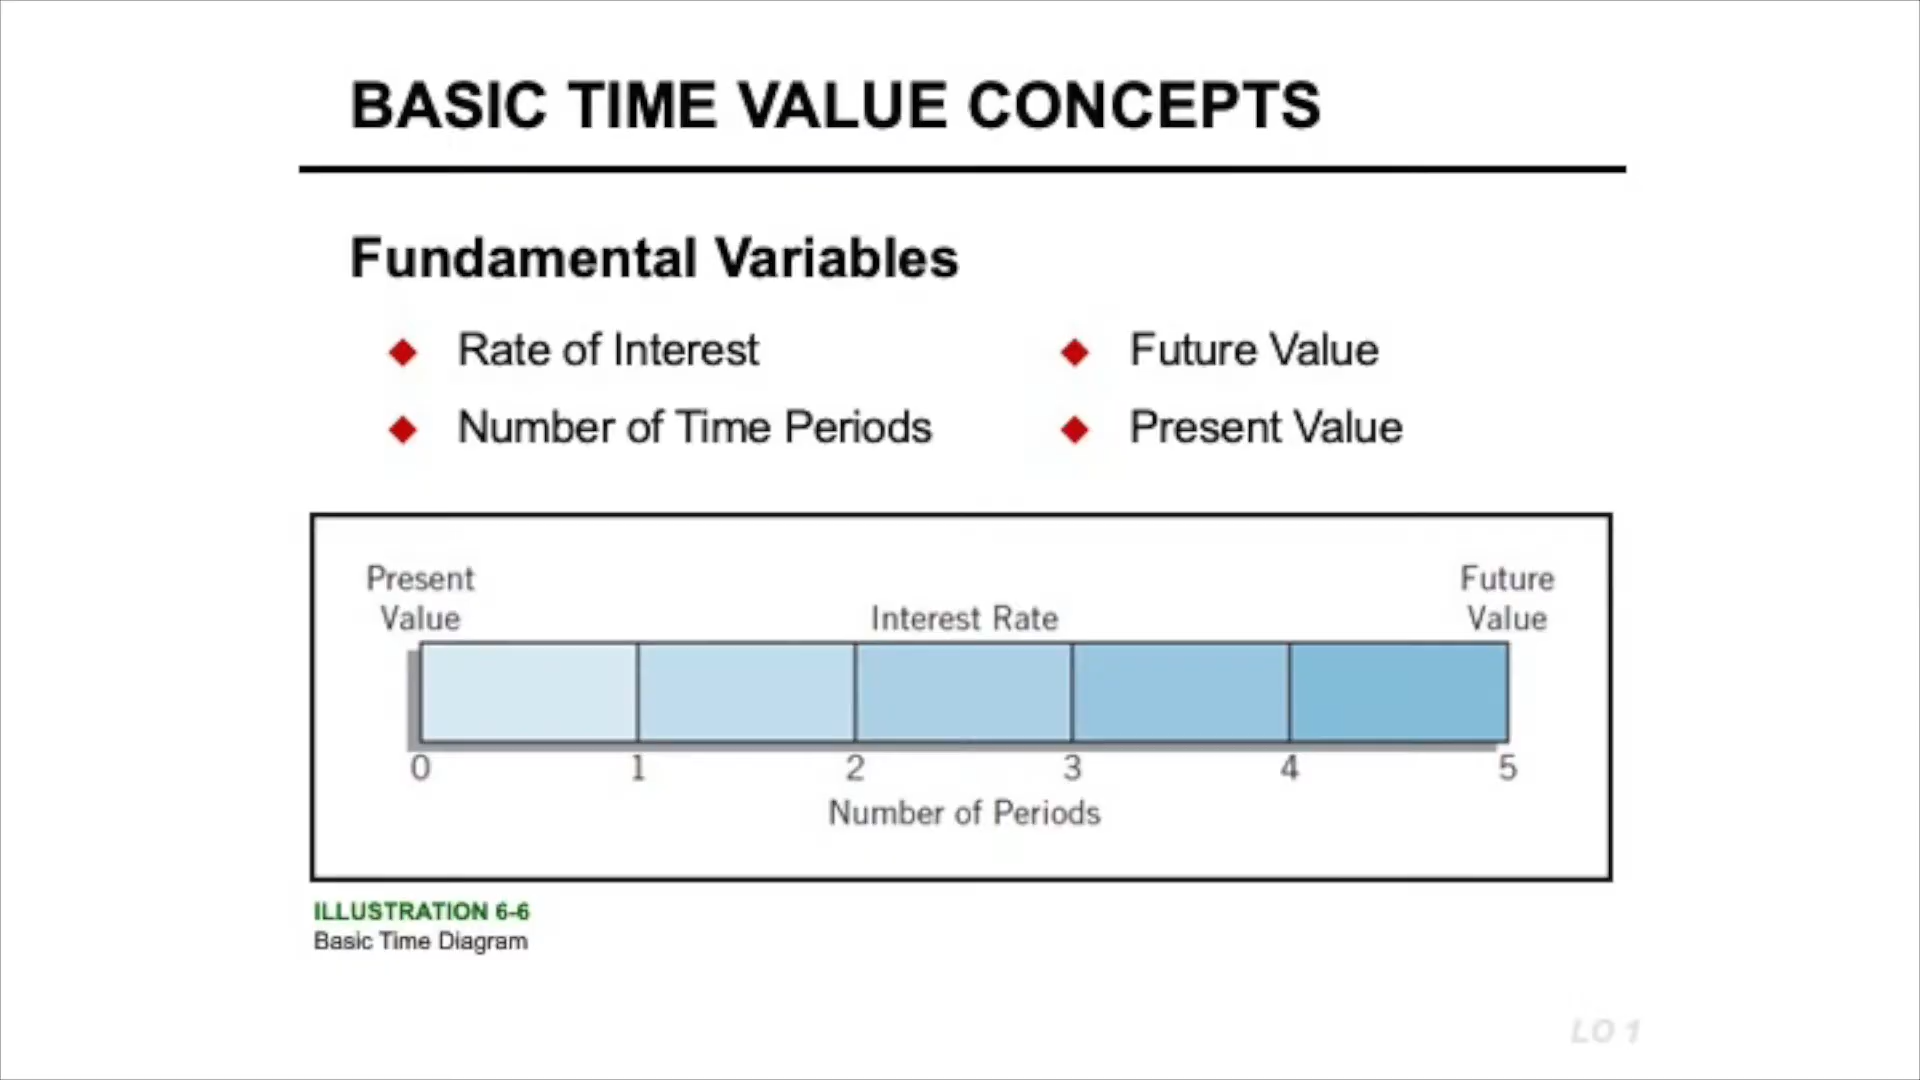 BASIC TIME VALUE CONCEPTS
Fundamental Variables
Rate of Interest
Number of Time Periods
Future Value
Present Value
Present
Value
Interest Rate
Future
Value
0 1 2 3 4 5
Number of Periods
ILLUSTRATION 6-6
Basic Time Diagram
LO 1